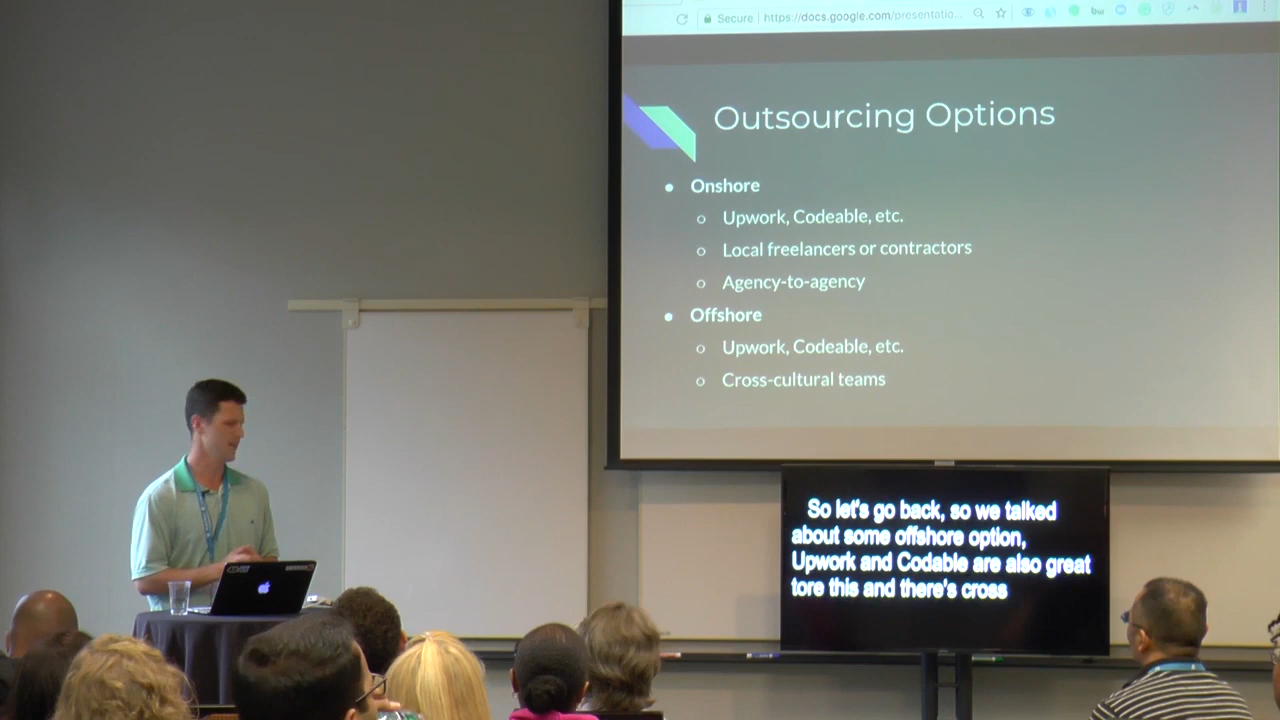 Secure
https://docs.google.com/presentatio...
Outsourcing Options
Onshore
Upwork, Codeable, etc.
Local freelancers or contractors
Agency-to-agency
Offshore
Upwork, Codeable, etc.
Cross-cultural teams
So let's go back, so we talked
about some offshore option,
Upwork and Codable are also great
tore this and there's cross